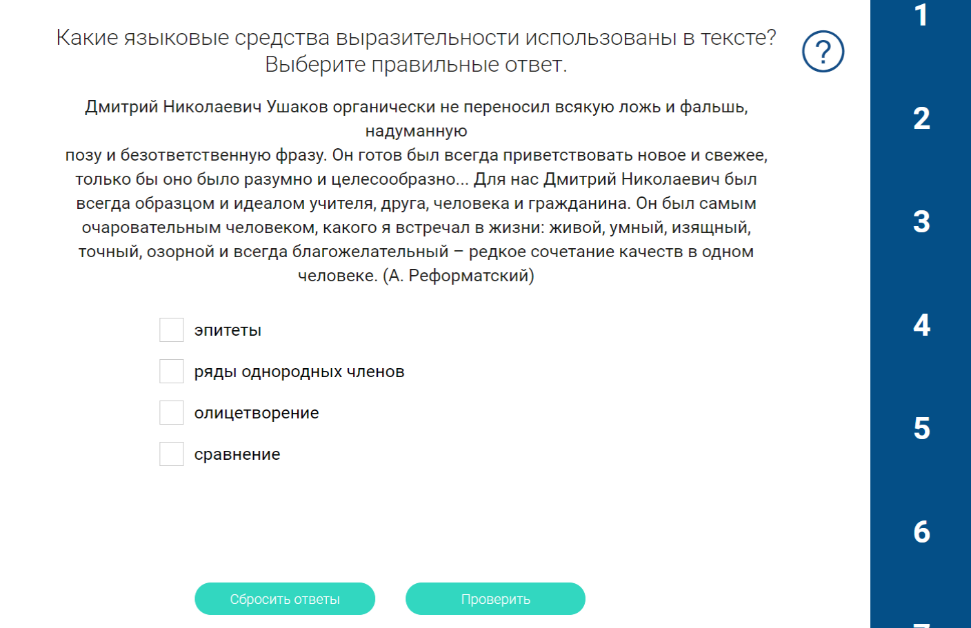 Какие языковые средства выразительности использованы в тексте?
Выберите правильные ответ.
Дмитрий Николаевич Ушаков органически не переносил всякую ложь и фальшь,
надуманную
позу и безответственную фразу. Он готов был всегда приветствовать новое и свежее,
только бы оно было разумно и целесообразно... Для нас Дмитрий Николаевич был
всегда образцом и идеалом учителя, друга, человека и гражданина. Он был самым
очаровательным человеком, какого я встречал в жизни: живой, умный, изящный,
точный, озорной и всегда благожелательный – редкое сочетание качеств в одном
человеке. (А. Реформатский)
эпитеты
ряды однородных членов
олицетворение
сравнение
Сбросить ответы
Проверить
?
1
2
3
4
5
6